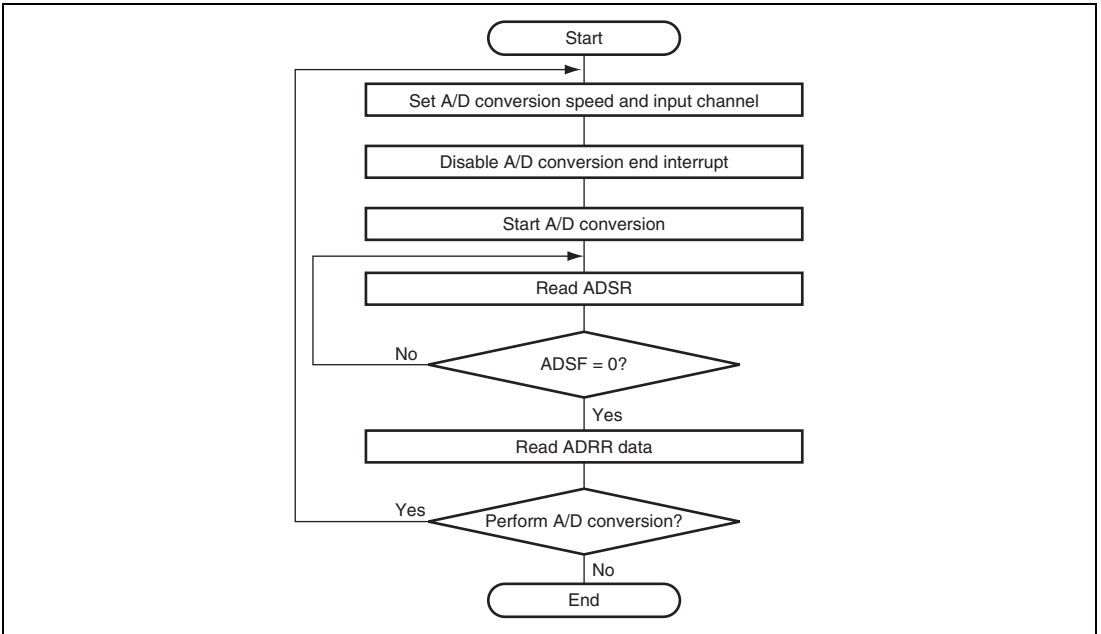 Start
Set A/D conversion speed and input channel
Disable A/D conversion end interrupt
Start A/D conversion
Read ADSR
No
ADSF = 0?
Yes
Read ADRR data
Yes
Perform A/D conversion?
No
End